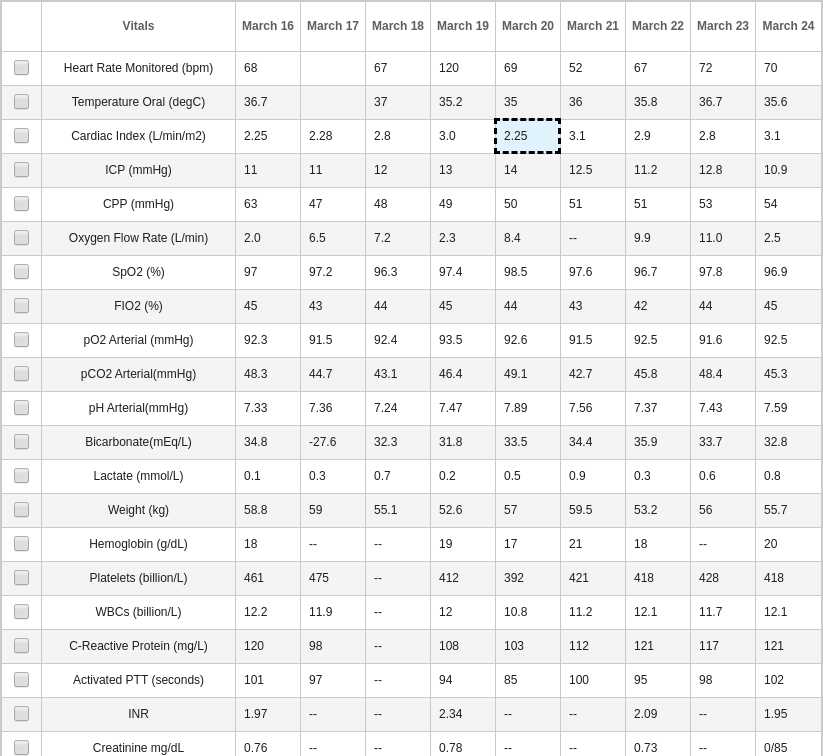 Vitals March 16 March 17 March 18 March 19 March 20 March 21 March 22 March 23 March 24
Heart Rate Monitored (bpm) 68 67 120 69 52 67 72 70
Temperature Oral (degC) 36.7 37 35.2 35 36 35.8 36.7 35.6
Cardiac Index (L/min/m2) 2.25 2.28 2.8 3.0 2.25 3.1 2.9 2.8 3.1
ICP (mmHg) 11 11 12 13 14 12.5 11.2 12.8 10.9
CPP (mmHg) 63 47 48 49 50 51 51 53 54
Oxygen Flow Rate (L/min) 2.0 6.5 7.2 2.3 8.4 -- 9.9 11.0 2.5
SpO2 (%) 97 97.2 96.3 97.4 98.5 97.6 96.7 97.8 96.9
FIO2 (%) 45 43 44 45 44 43 42 44 45
pO2 Arterial (mmHg) 92.3 91.5 92.4 93.5 92.6 91.5 92.5 91.6 92.5
pCO2 Arterial(mmHg) 48.3 44.7 43.1 46.4 49.1 42.7 45.8 48.4 45.3
pH Arterial(mmHg) 7.33 7.36 7.24 7.47 7.89 7.56 7.37 7.43 7.59
Bicarbonate(mEq/L) 34.8 -27.6 32.3 31.8 33.5 34.4 35.9 33.7 32.8
Lactate (mmol/L) 0.1 0.3 0.7 0.2 0.5 0.9 0.3 0.6 0.8
Weight (kg) 58.8 59 55.1 52.6 57 59.5 53.2 56 55.7
Hemoglobin (g/dL) 18 -- -- 19 17 21 18 -- 20
Platelets (billion/L) 461 475 -- 412 392 421 418 428 418
WBCs (billion/L) 12.2 11.9 -- 12 10.8 11.2 12.1 11.7 12.1
C-Reactive Protein (mg/L) 120 98 -- 108 103 112 121 117 121
Activated PTT (seconds) 101 97 -- 94 85 100 95 98 102
INR 1.97 -- -- 2.34 -- -- 2.09 -- 1.95
Creatinine mg/dL 0.76 -- -- 0.78 -- -- 0.73 -- 0/85